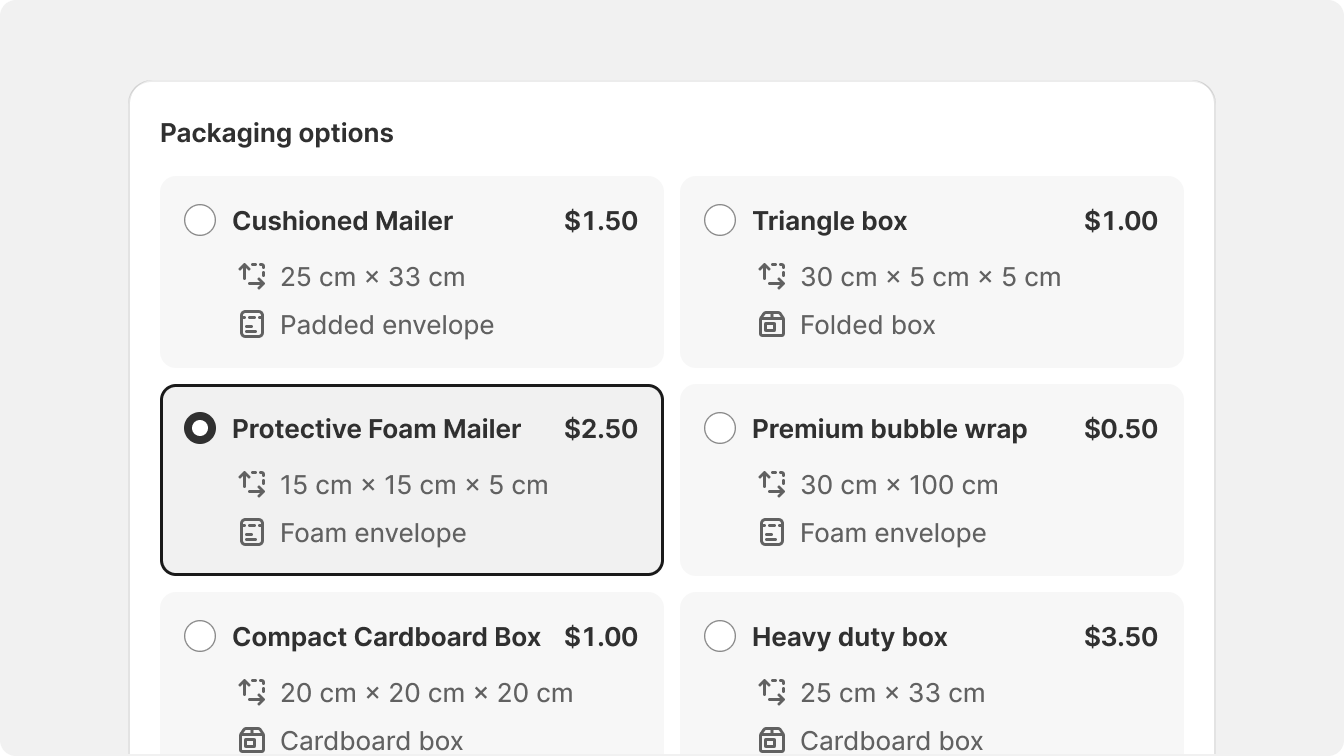 Packaging options
Cushioned Mailer $1.50
25 cm × 33 cm
Padded envelope
Triangle box $1.00
30 cm × 5 cm × 5 cm
Folded box
Protective Foam Mailer $2.50
15 cm × 15 cm × 5 cm
Foam envelope
Premium bubble wrap $0.50
30 cm × 100 cm
Foam envelope
Compact Cardboard Box $1.00
20 cm × 20 cm × 20 cm
Cardboard box
Heavy duty box $3.50
25 cm × 33 cm
Cardboard box